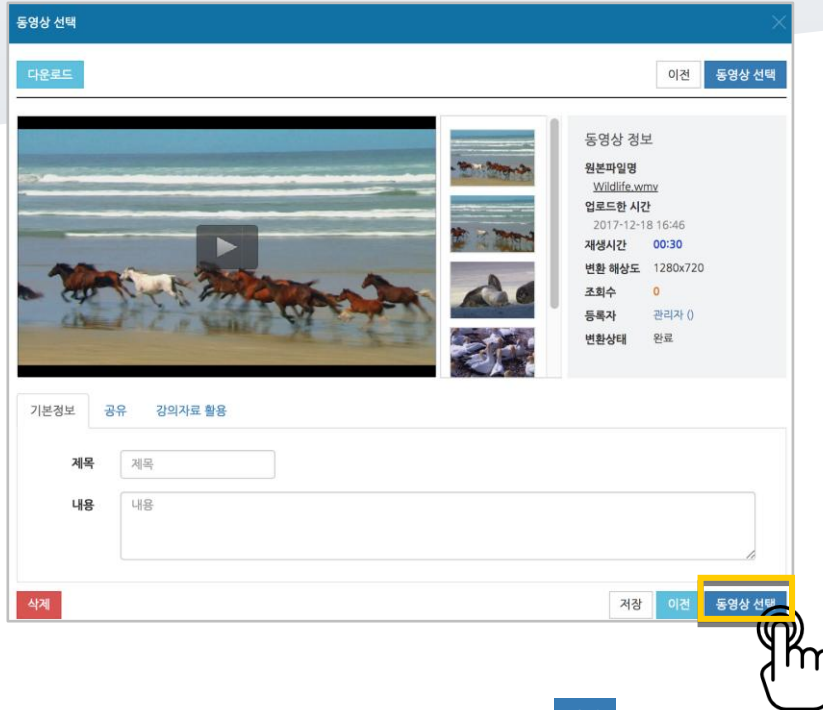 동영상 선택
다운로드
이전 동영상 선택
동영상 정보
원본파일명
Wildlife.wmv
업로드한 시간
2017-12-18 16:46
재생시간 00:30
변환 해상도 1280x720
조회수 0
등록자 관리자 ()
변환상태 완료
기본정보 공유 강의자료 활용
제목 제목
내용 내용
삭제 저장 이전 동영상 선택